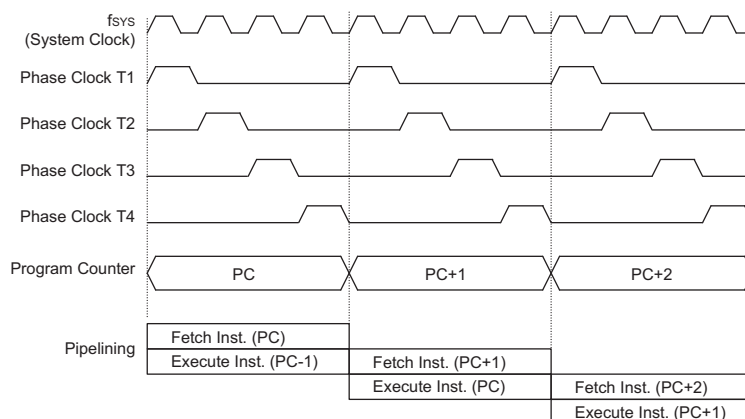 fSYS
(System Clock)
Phase Clock T1
Phase Clock T2
Phase Clock T3
Phase Clock T4
Program Counter
PC
PC+1
PC+2
Pipelining
Fetch Inst. (PC)
Execute Inst. (PC-1)
Fetch Inst. (PC+1)
Execute Inst. (PC)
Fetch Inst. (PC+2)
Execute Inst. (PC+1)